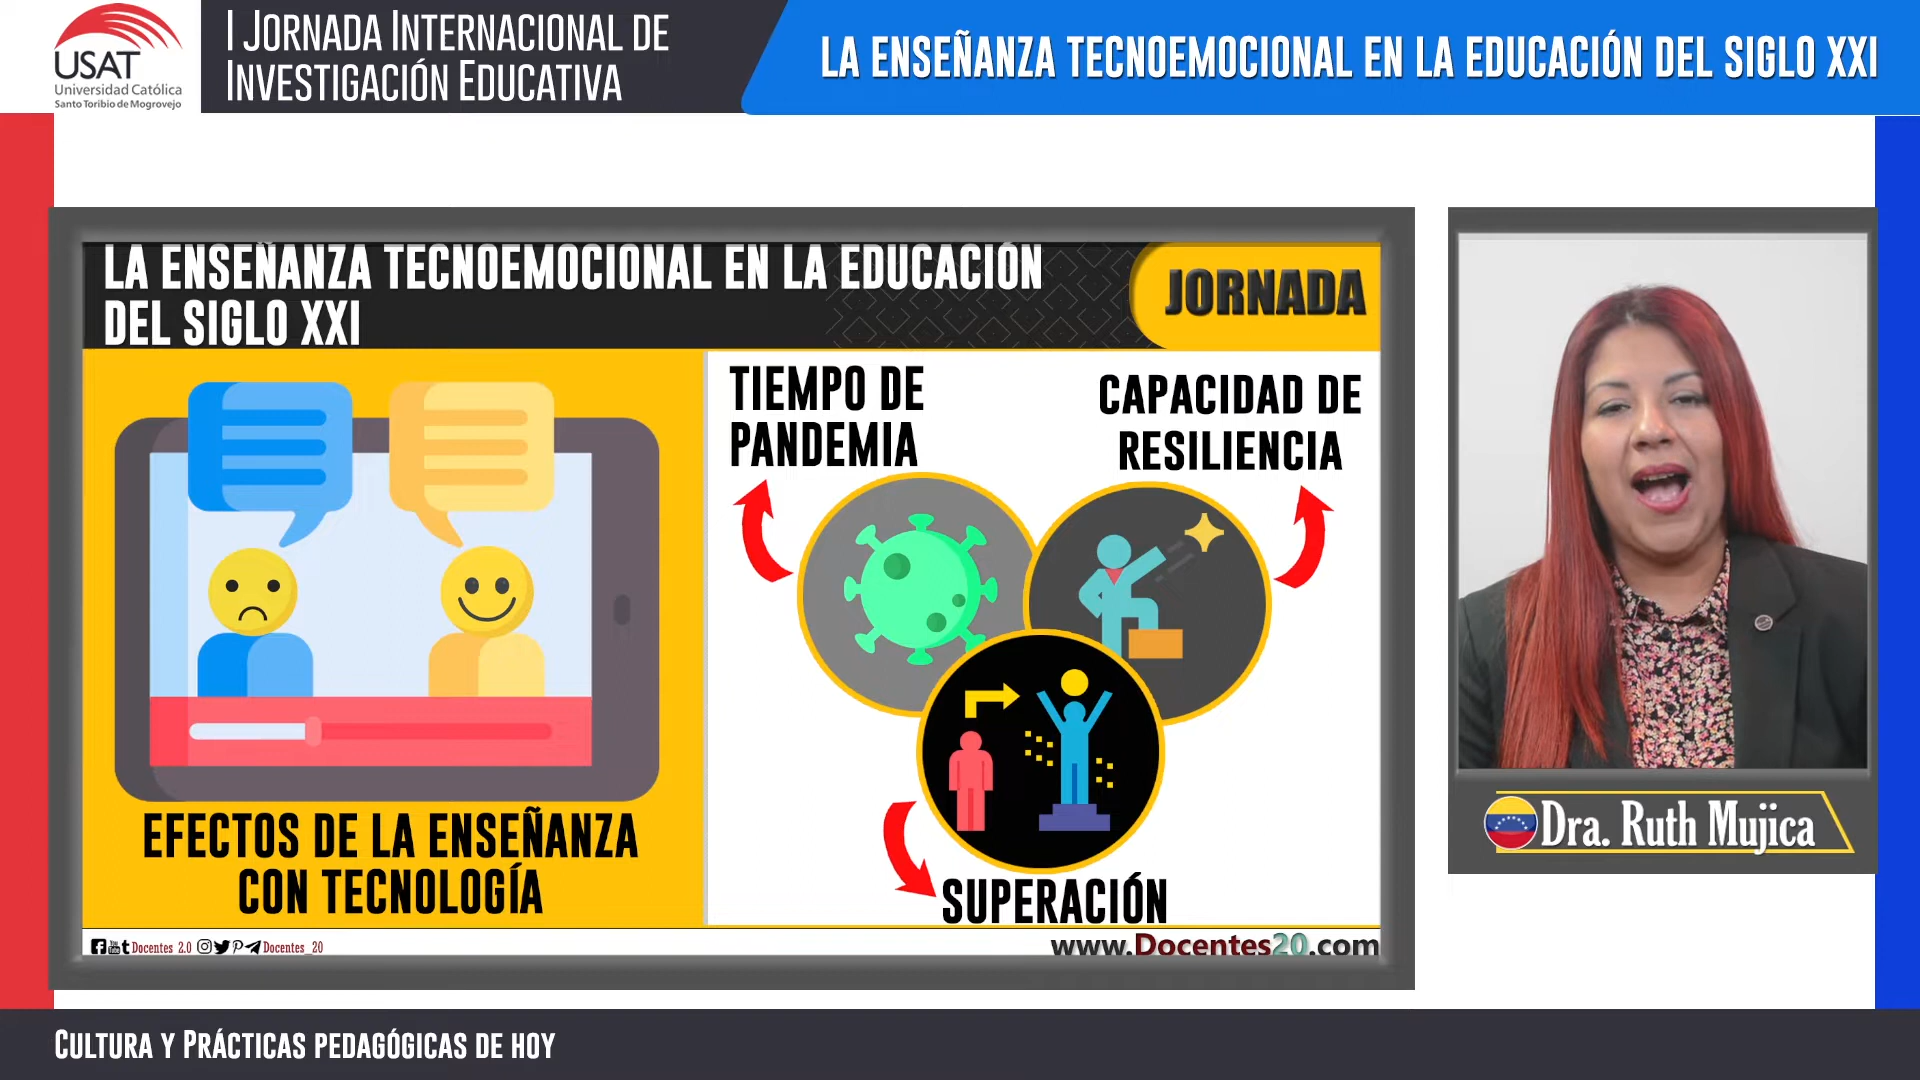 USAT
Universidad Católica
Santo Toribio de Mogrovejo
I JORNADA INTERNACIONAL DE
INVESTIGACIÓN EDUCATIVA
LA ENSEÑANZA TECNOEMOCIONAL EN LA EDUCACIÓN DEL SIGLO XXI
LA ENSEÑANZA TECNOEMOCIONAL EN LA EDUCACIÓN
DEL SIGLO XXI
JORNADA
TIEMPO DE
PANDEMIA
CAPACIDAD DE
RESILIENCIA
SUPERACIÓN
EFECTOS DE LA ENSEÑANZA
CON TECNOLOGÍA
Docentes 2.0 Docentes_20
www.Docentes20.com
Dra. Ruth Mujica
CULTURA Y PRÁCTICAS PEDAGÓGICAS DE HOY